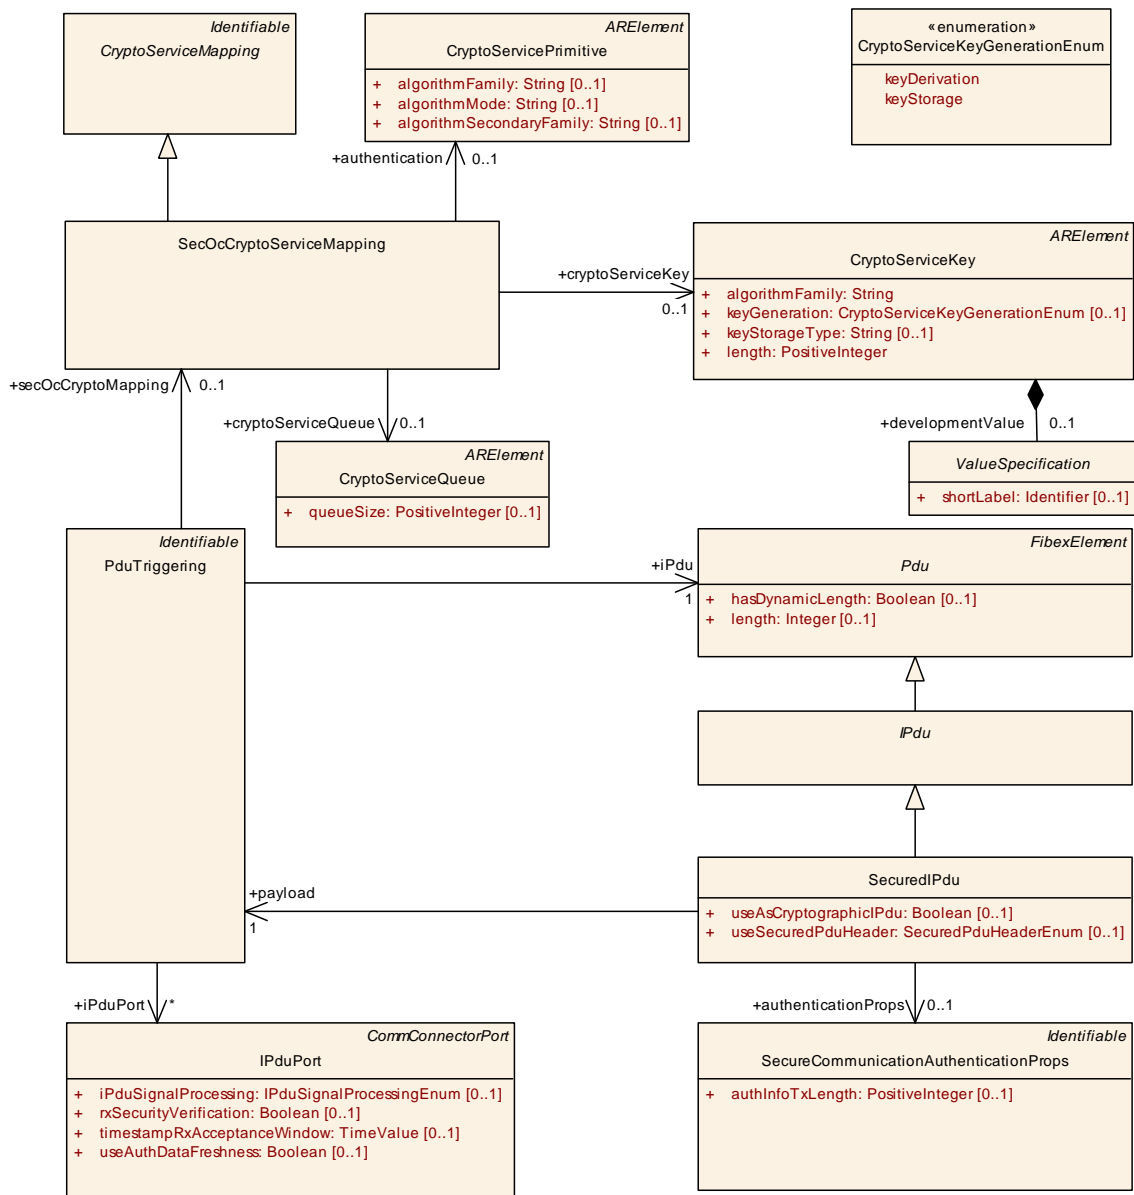 Identifiable
CryptoServiceMapping
ARElement
CryptoServicePrimitive
+ algorithmFamily: String [0..1]
+ algorithmMode: String [0..1]
+ algorithmSecondaryFamily: String [0..1]
«enumeration»
CryptoServiceKeyGenerationEnum
keyDerivation
keyStorage
+authentication 0..1
SecOcCryptoServiceMapping
+cryptoServiceKey
0..1
ARElement
CryptoServiceKey
+ algorithmFamily: String
+ keyGeneration: CryptoServiceKeyGenerationEnum [0..1]
+ keyStorageType: String [0..1]
+ length: PositiveInteger
+secOcCryptoMapping 0..1
+cryptoServiceQueue 0..1
+developmentValue 0..1
ARElement
CryptoServiceQueue
+ queueSize: PositiveInteger [0..1]
ValueSpecification
+ shortLabel: Identifier [0..1]
Identifiable
PduTriggering
+iPdu
1
FibexElement
Pdu
+ hasDynamicLength: Boolean [0..1]
+ length: Integer [0..1]
IPdu
SecuredIPdu
+ useAsCryptographicIPdu: Boolean [0..1]
+ useSecuredPduHeader: SecuredPduHeaderEnum [0..1]
+payload
1
+iPduPort *
+authenticationProps 0..1
CommConnectorPort
IPduPort
+ iPduSignalProcessing: IPduSignalProcessingEnum [0..1]
+ rxSecurityVerification: Boolean [0..1]
+ timestampRxAcceptanceWindow: TimeValue [0..1]
+ useAuthDataFreshness: Boolean [0..1]
Identifiable
SecureCommunicationAuthenticationProps
+ authInfoTxLength: PositiveInteger [0..1]